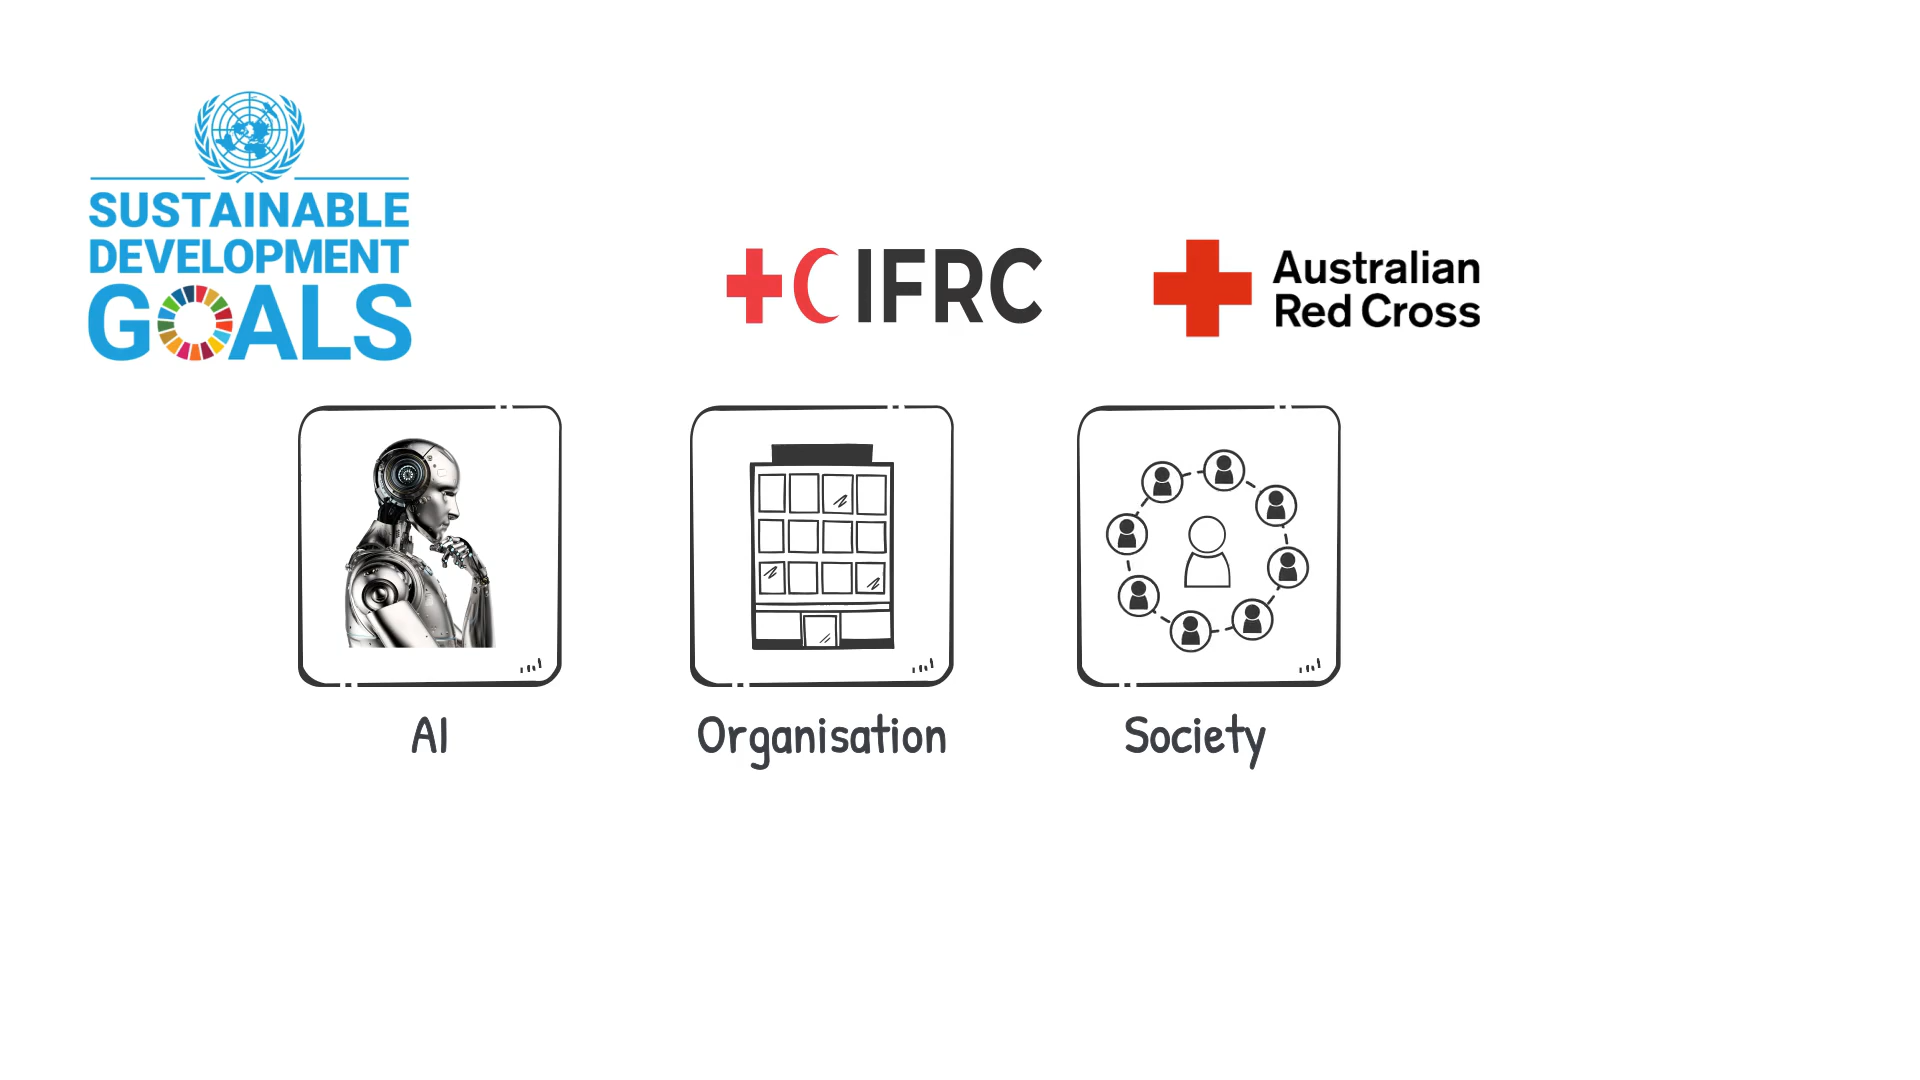 SUSTAINABLE
DEVELOPMENT
GOALS
IFRC
Australian
Red Cross
AI
Organisation
Society